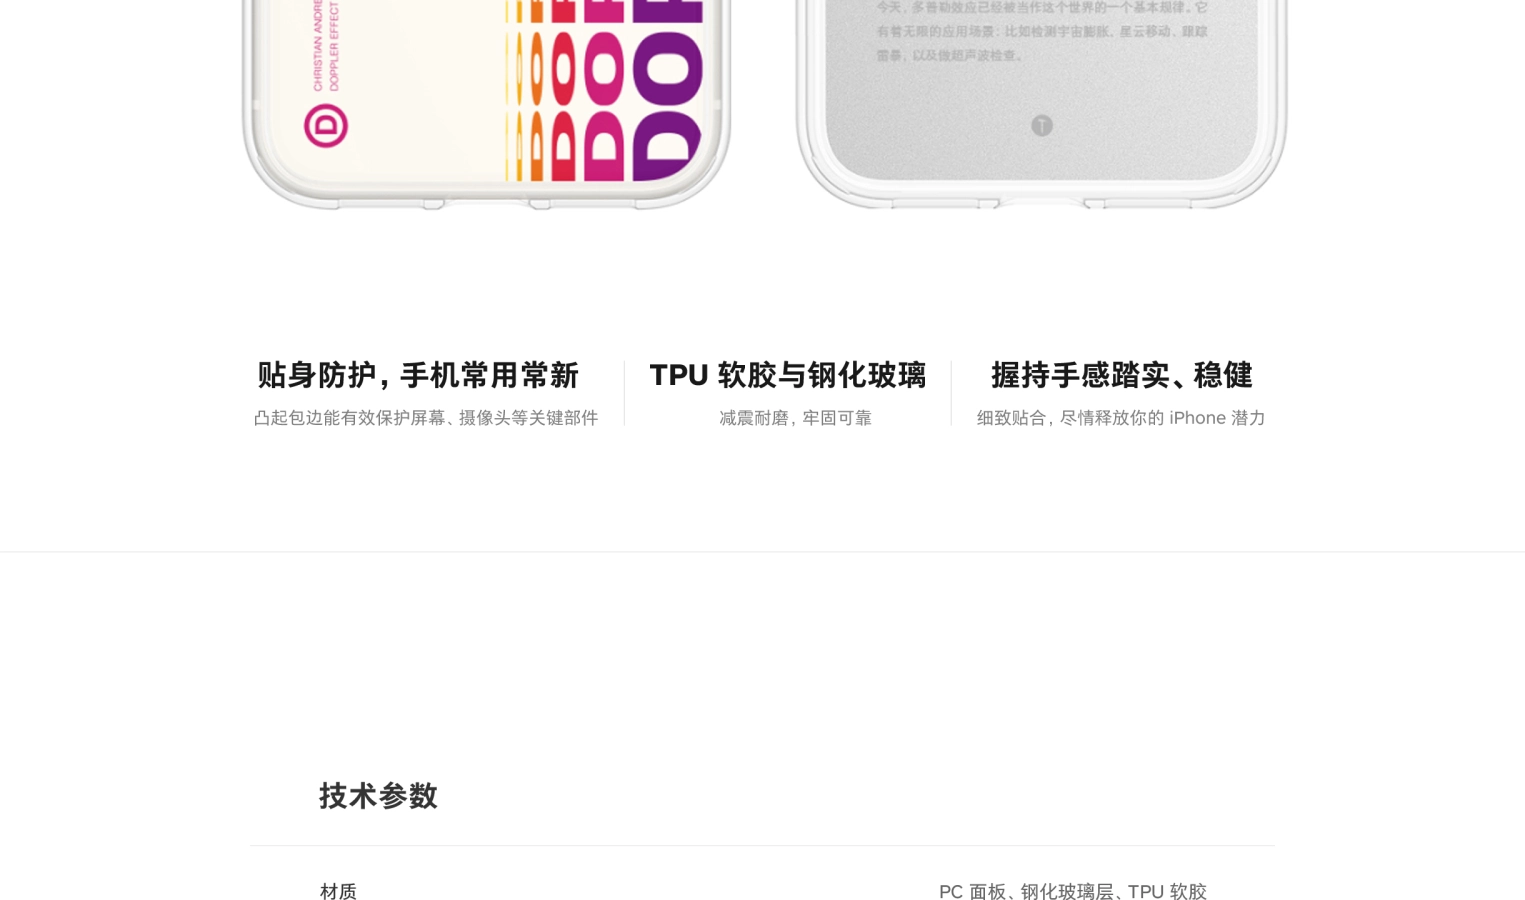 CHRISTIAN ANDRE
DOPPLER EFFECT
D
DOP
DOP
DOP
今天，多普勒效应已经被当作这个世界的一个基本规律。它
有着无限的应用场景：比如检测宇宙膨胀、星云移动、跟踪
雷暴，以及做超声波检查。
T
贴身防护，手机常用常新
凸起包边能有效保护屏幕、摄像头等关键部件
TPU 软胶与钢化玻璃
减震耐磨，牢固可靠
握持手感踏实、稳健
细致贴合，尽情释放你的 iPhone 潜力
技术参数
材质
PC 面板、钢化玻璃层、TPU 软胶